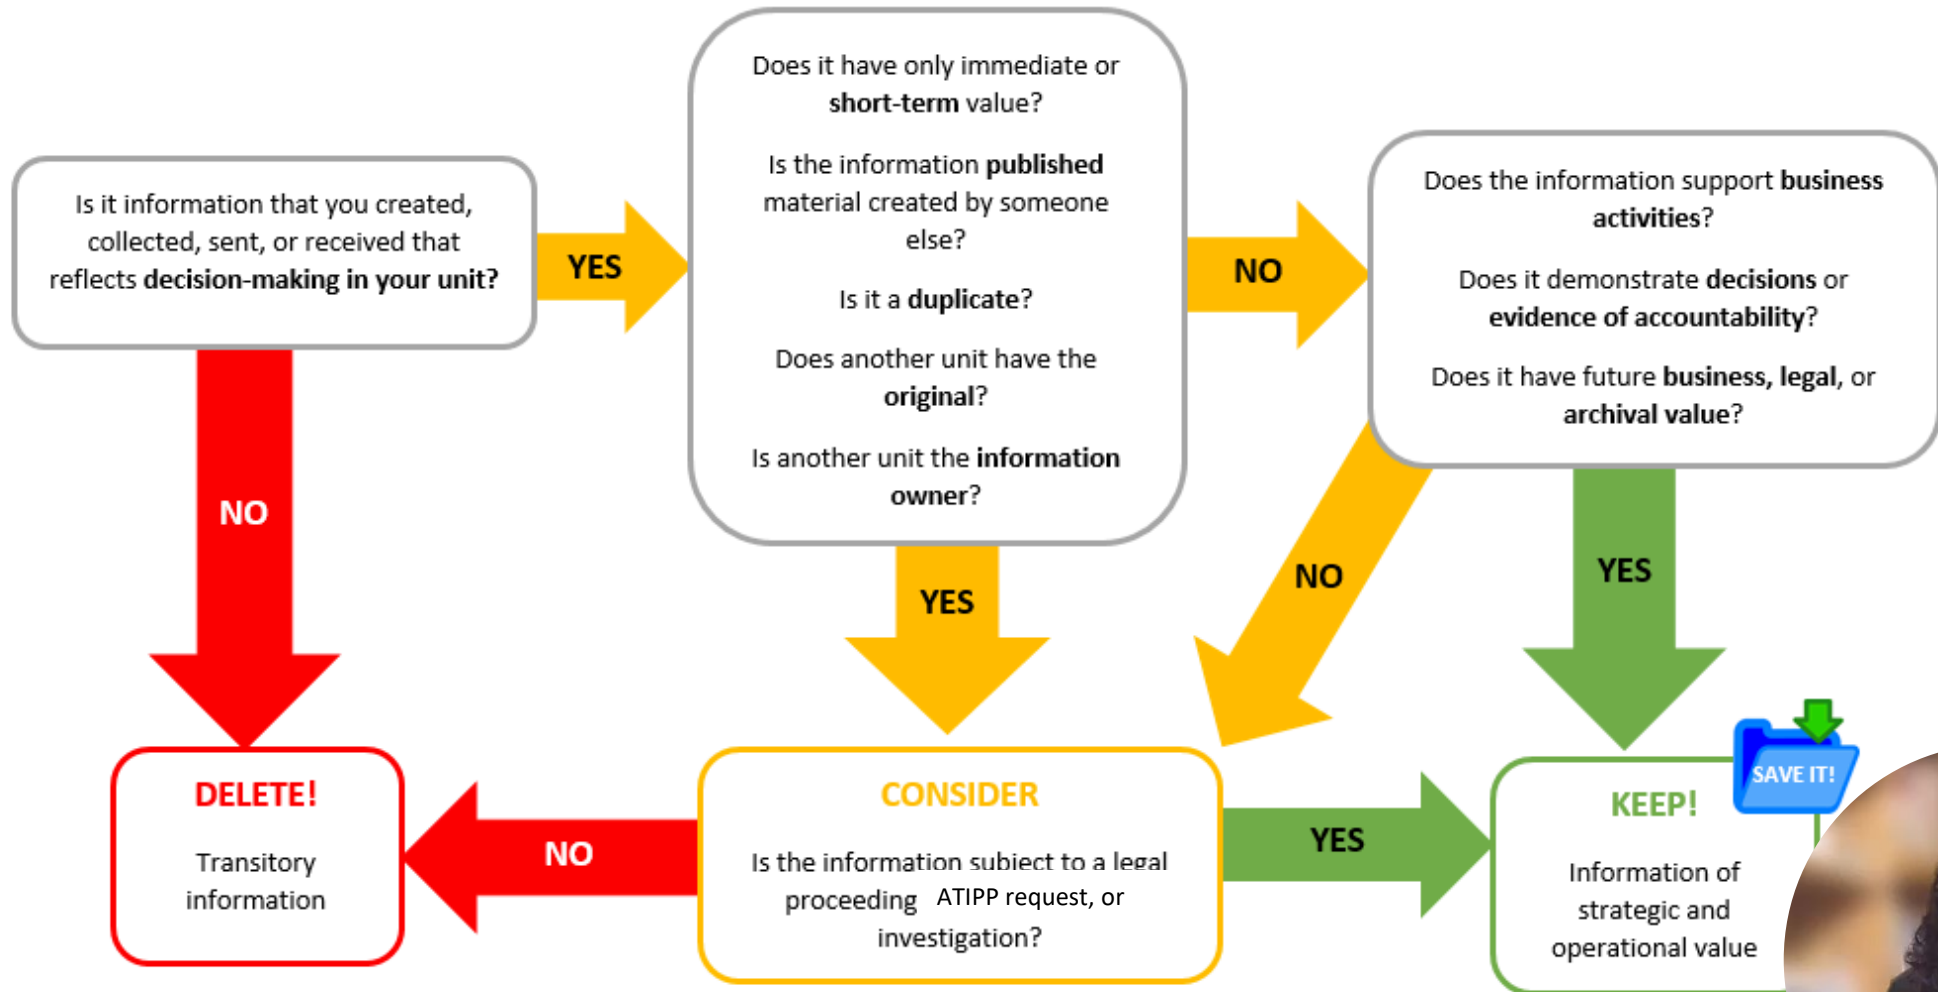 Is it information that you created,
collected, sent, or received that
reflects decision-making in your unit?
YES
NO
Does it have only immediate or
short-term value?
Is the information published
material created by someone
else?
Is it a duplicate?
Does another unit have the
original?
Is another unit the information
owner?
NO
YES
Does the information support business
activities?
Does it demonstrate decisions or
evidence of accountability?
Does it have future business, legal, or
archival value?
NO
YES
DELETE!
Transitory
information
NO
CONSIDER
Is the information subject to a legal
proceeding ATIPP request, or
investigation?
YES
SAVE IT!
KEEP!
Information of
strategic and
operational value